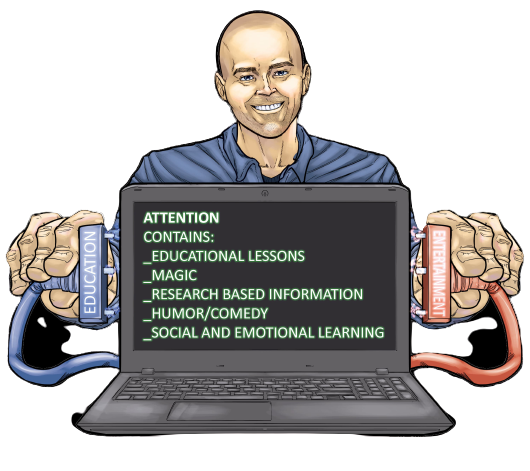 ATTENTION
CONTAINS:
_EDUCATIONAL LESSONS
_MAGIC
_RESEARCH BASED INFORMATION
_HUMOR/COMEDY
_SOCIAL AND EMOTIONAL LEARNING
EDUCATION
ENTERTAINMENT